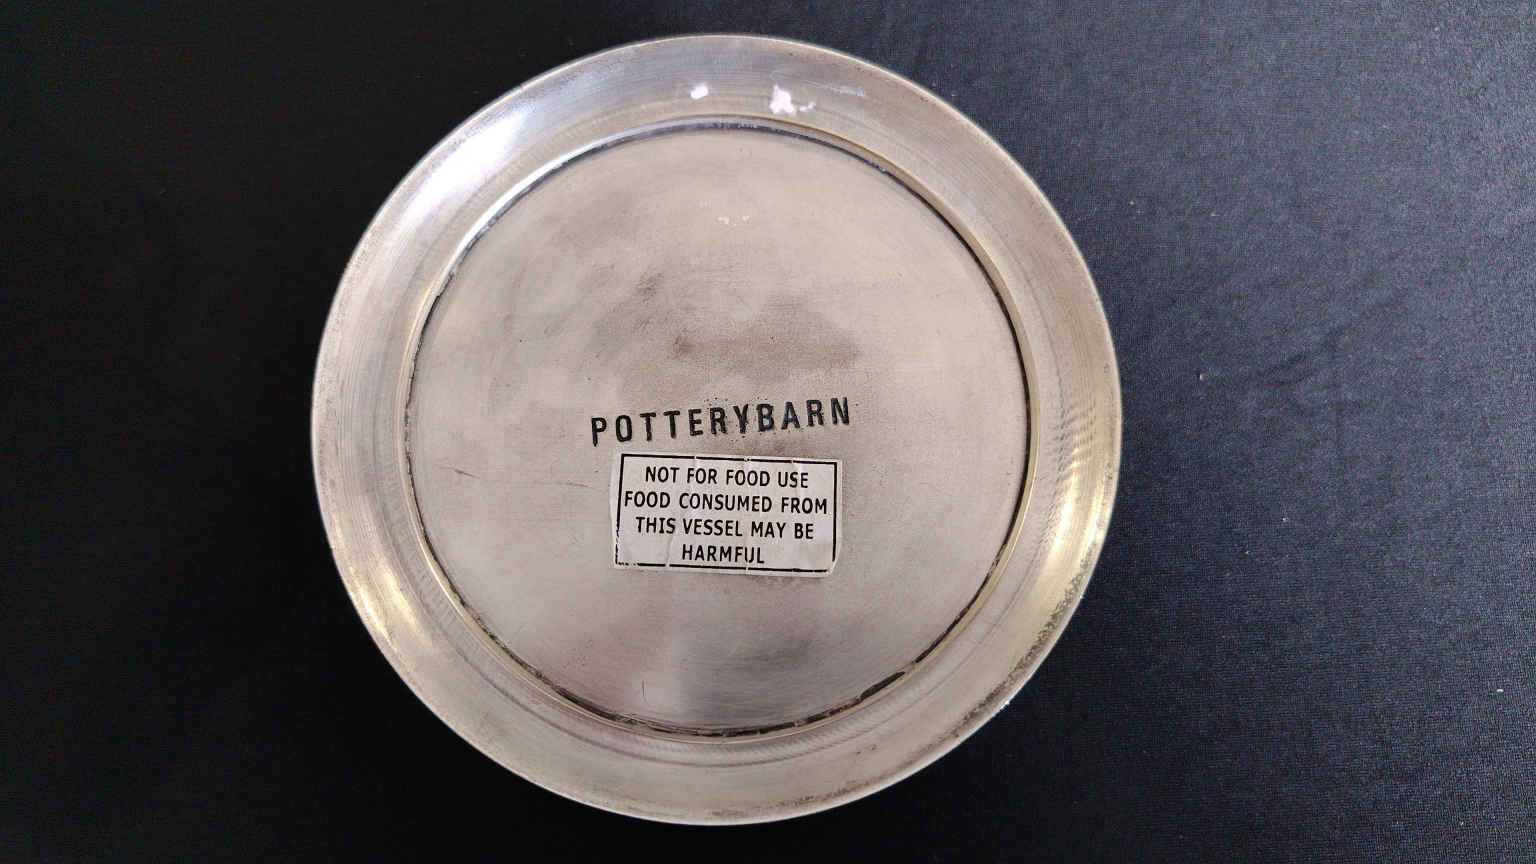 POTTERYBARN
NOT FOR FOOD USE
FOOD CONSUMED FROM
THIS VESSEL MAY BE
HARMFUL